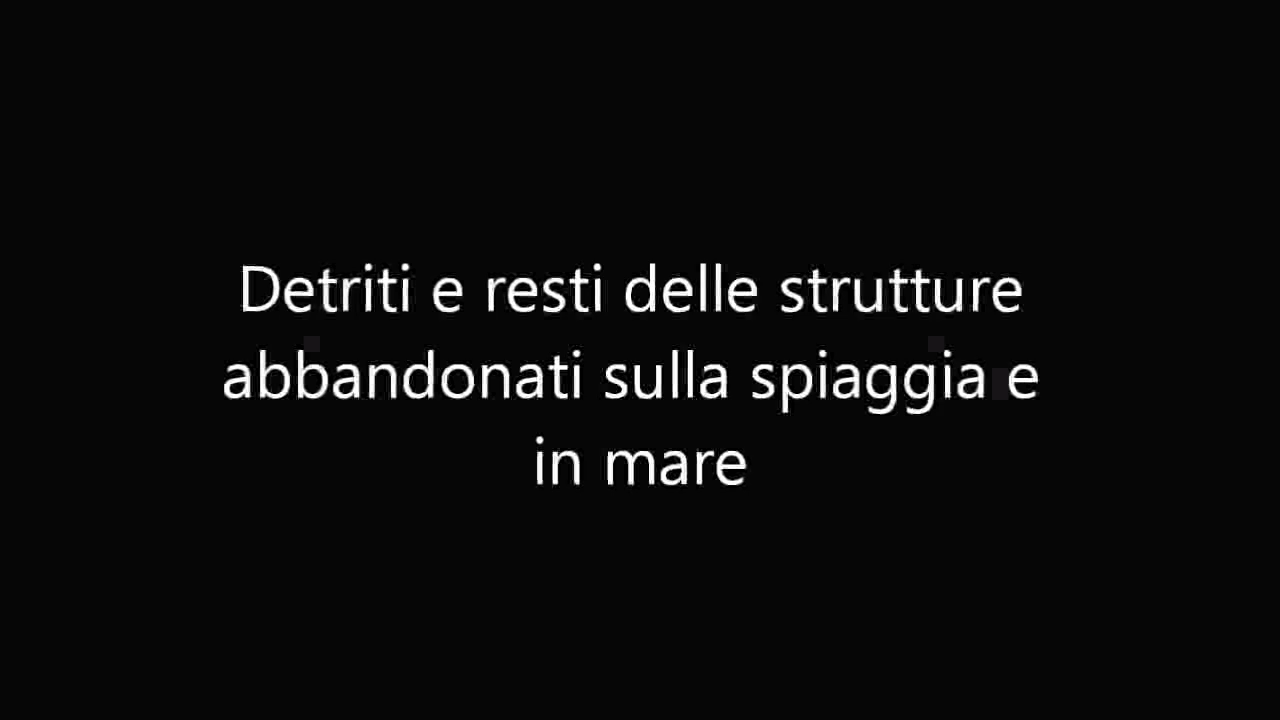 Detriti e resti delle strutture
abbandonati sulla spiaggia e
in mare